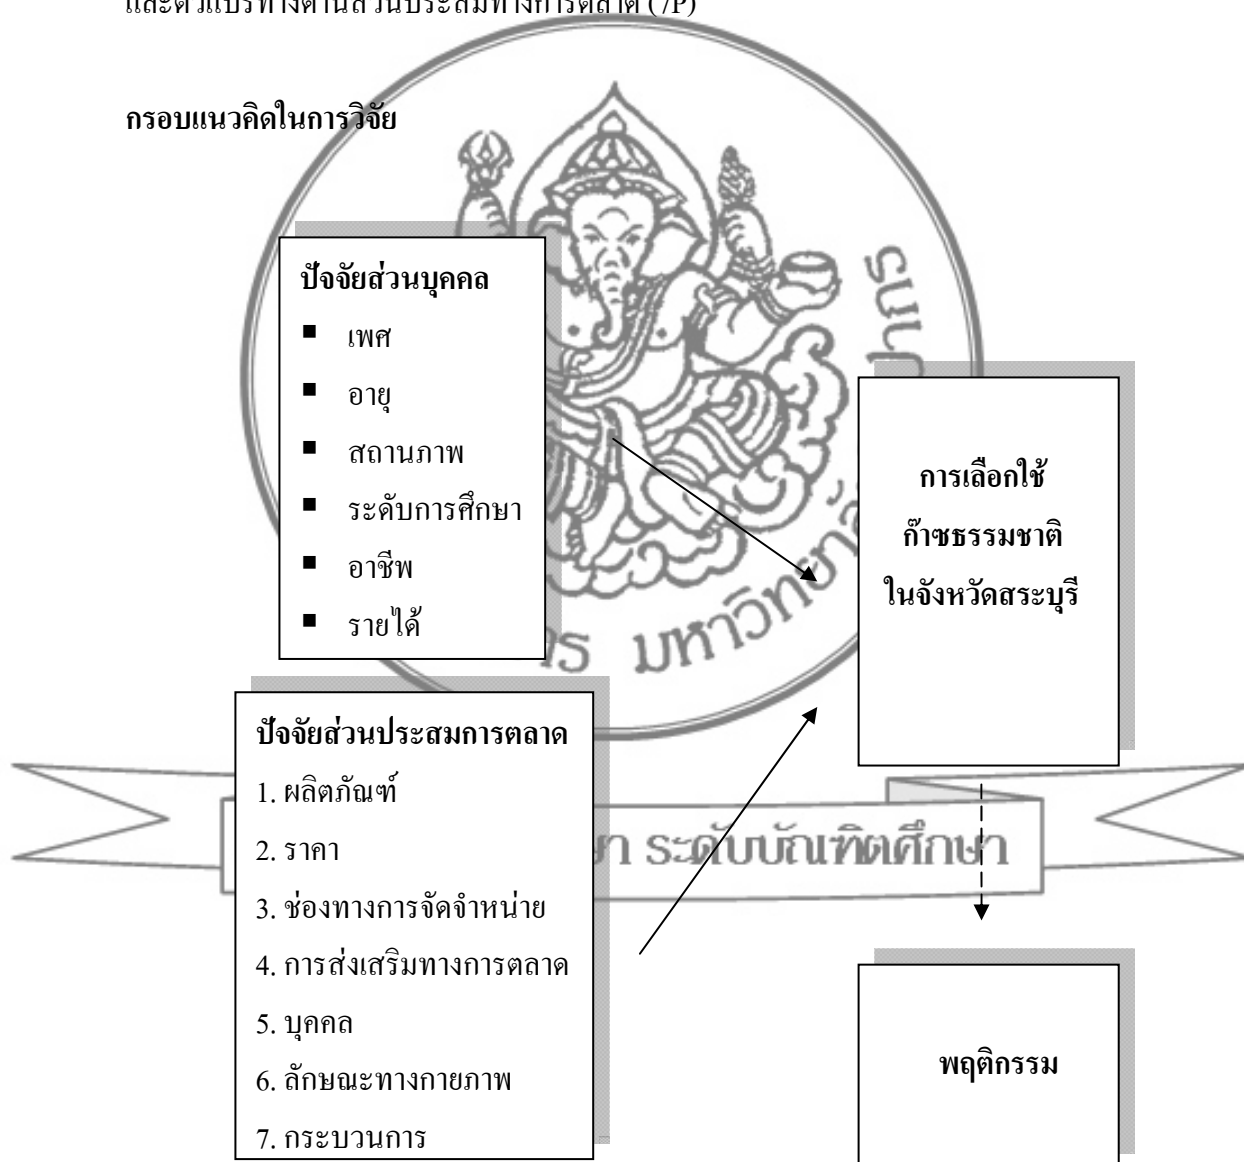 และตัวแปรทางด้านส่วนประสมทางการตลาด (7P)
กรอบแนวคิดในการวิจัย
ปัจจัยส่วนบุคคล
▪ เพศ
▪ อายุ
▪ สถานภาพ
▪ ระดับการศึกษา
▪ อาชีพ
▪ รายได้
การเลือกใช้
ก๊าซธรรมชาติ
ในจังหวัดสระบุรี
ปัจจัยส่วนประสมการตลาด
1. ผลิตภัณฑ์
2. ราคา
3. ช่องทางการจัดจำหน่าย
4. การส่งเสริมทางการตลาด
5. บุคคล
6. ลักษณะทางกายภาพ
7. กระบวนการ
พฤติกรรม
มหาวิทยาลั
ระดับบัณฑิตศึกษา